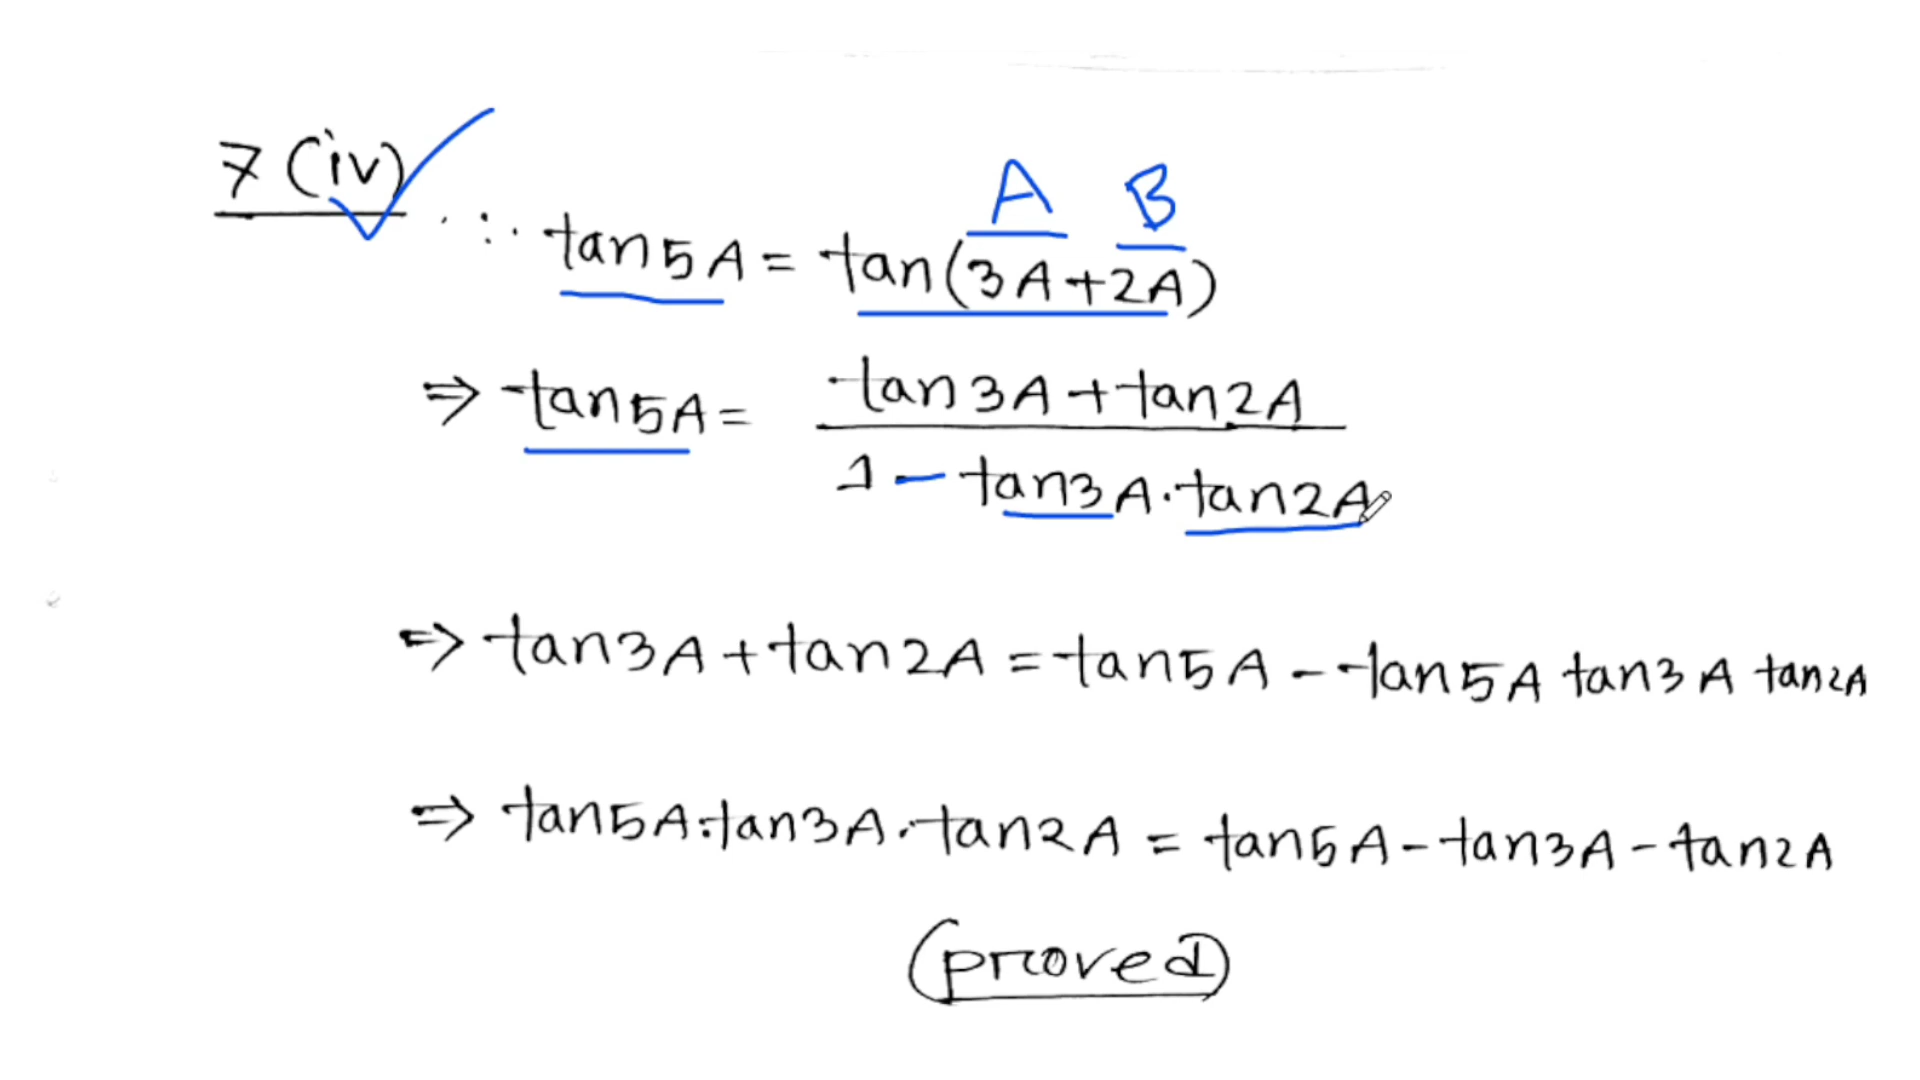 7 (iv)
A B
∴ tan5A = tan(3A+2A)
⇒ tan5A = tan3A+tan2A
1 - tan3A.tan2A
⇒ tan3A+tan2A = tan5A - tan5A tan3A tan2A
⇒ tan5A.tan3A.tan2A = tan5A-tan3A-tan2A
(proved)